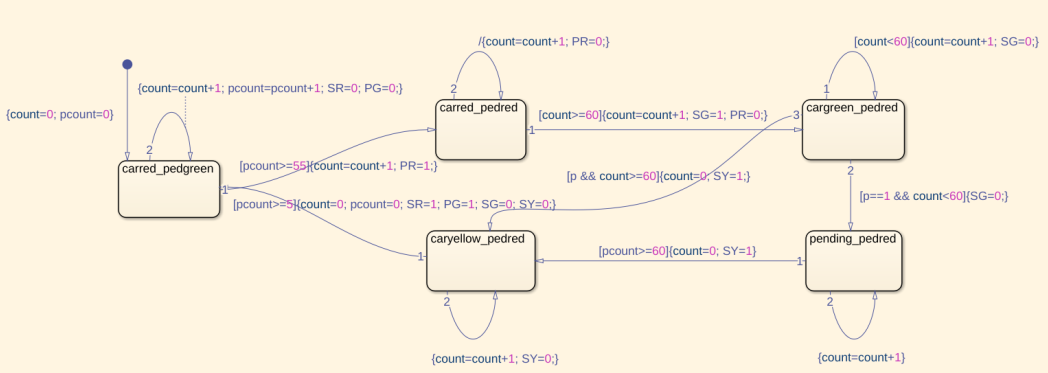 /{count=count+1; PR=0;}
[count<60]{count=count+1; SG=0;}
{count=count+1; pcount=pcount+1; SR=0; PG=0;}
2
1
{count=0; pcount=0}
carred_pedred
[count>=60]{count=count+1; SG=1; PR=0;}
3
cargreen_pedred
1
2
carred_pedgreen
[pcount>=55]{count=count+1; PR=1;}
[p && count>=60]{count=0; SY=1;}
2
1
[p==1 && count<60]{SG=0;}
[pcount>=5]{count=0; pcount=0; SR=1; PG=1; SG=0; SY=0;}
caryellow_pedred
pending_pedred
[pcount>=60]{count=0; SY=1}
1
1
2
2
{count=count+1; SY=0;}
{count=count+1}